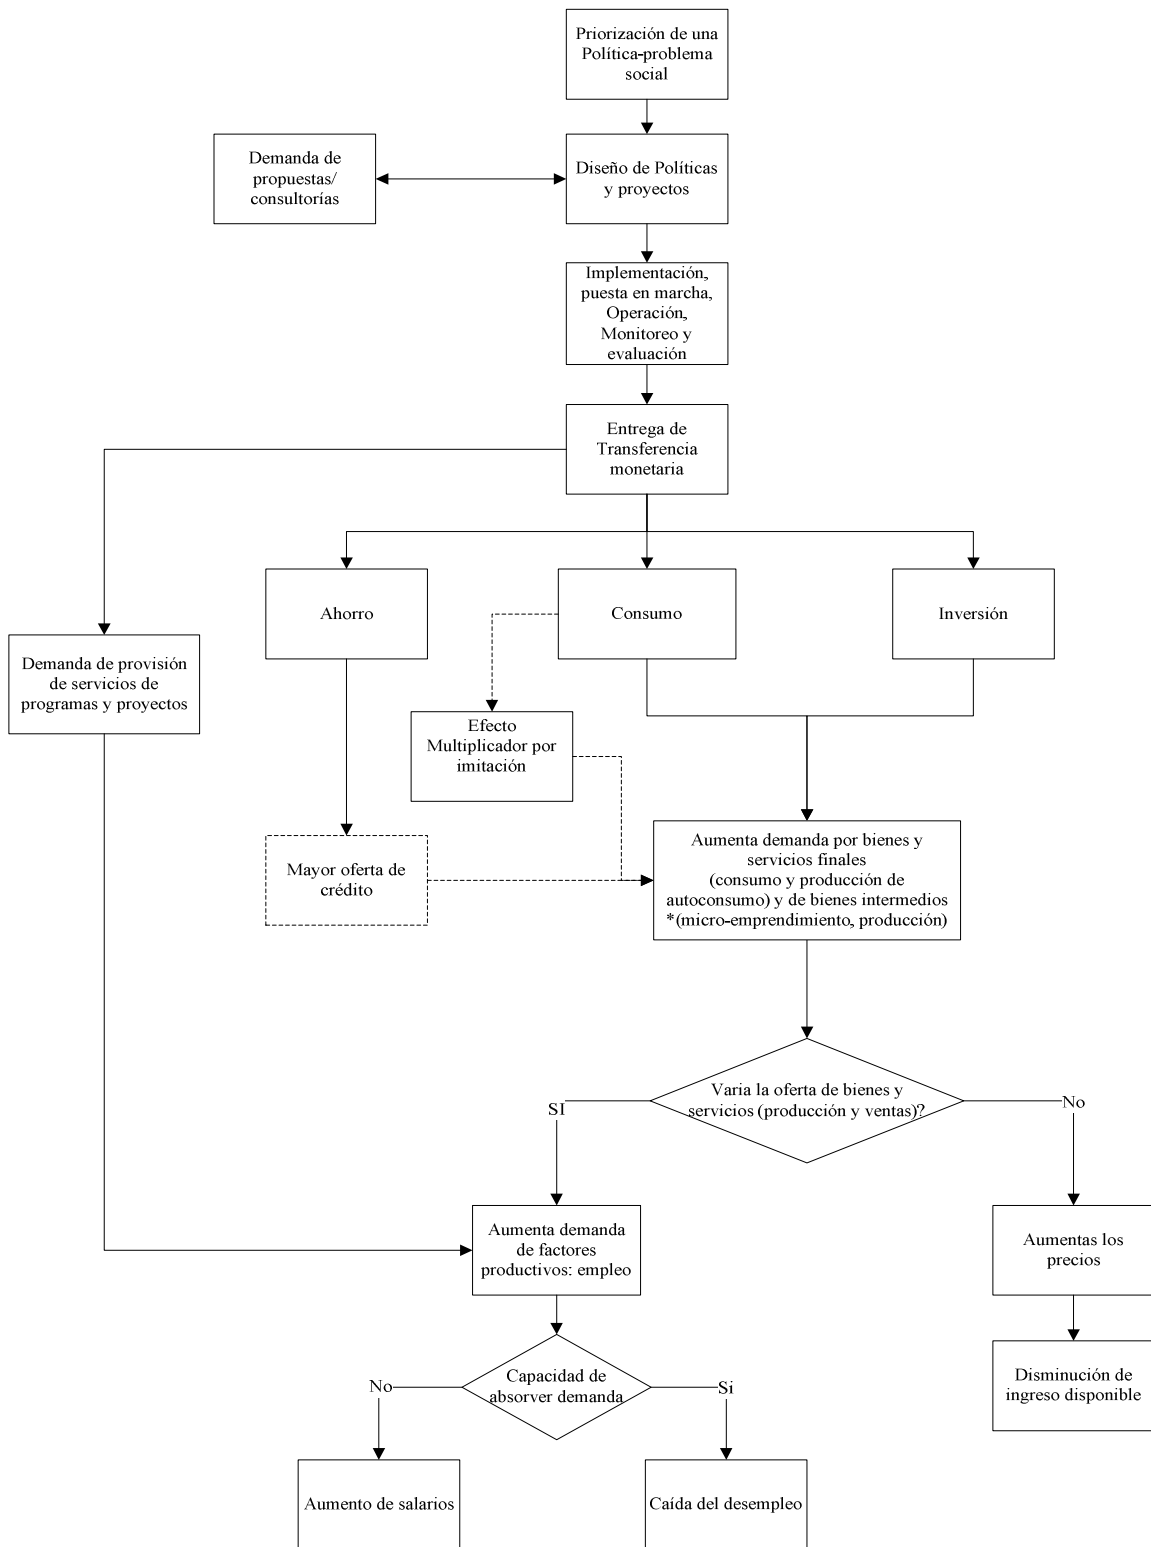 Priorización de una
Política-problema
social
Demanda de
propuestas/
consultorías
Diseño de Políticas
y proyectos
Implementación,
puesta en marcha,
Operación,
Monitoreo y
evaluación
Entrega de
Transferencia
monetaria
Ahorro
Consumo
Inversión
Demanda de provisión
de servicios de
programas y proyectos
Efecto
Multiplicador por
imitación
Mayor oferta de
crédito
Aumenta demanda por bienes y
servicios finales
(consumo y producción de
autoconsumo) y de bienes intermedios
*(micro-emprendimiento, producción)
Varia la oferta de bienes y
servicios (producción y ventas)?
SI
No
Aumenta demanda
de factores
productivos: empleo
Aumentas los
precios
Capacidad de
absorver demanda
No
Si
Disminución de
ingreso disponible
Aumento de salarios
Caída del desempleo